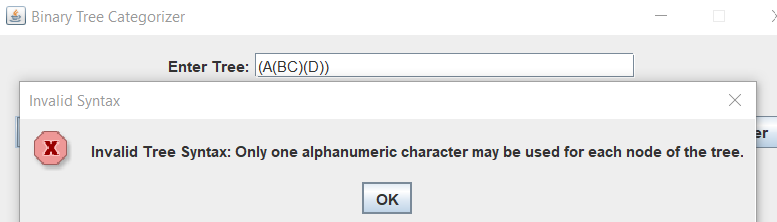 Binary Tree Categorizer
Enter Tree: (A(BC)(D))
Invalid Syntax
er
Invalid Tree Syntax: Only one alphanumeric character may be used for each node of the tree.
OK